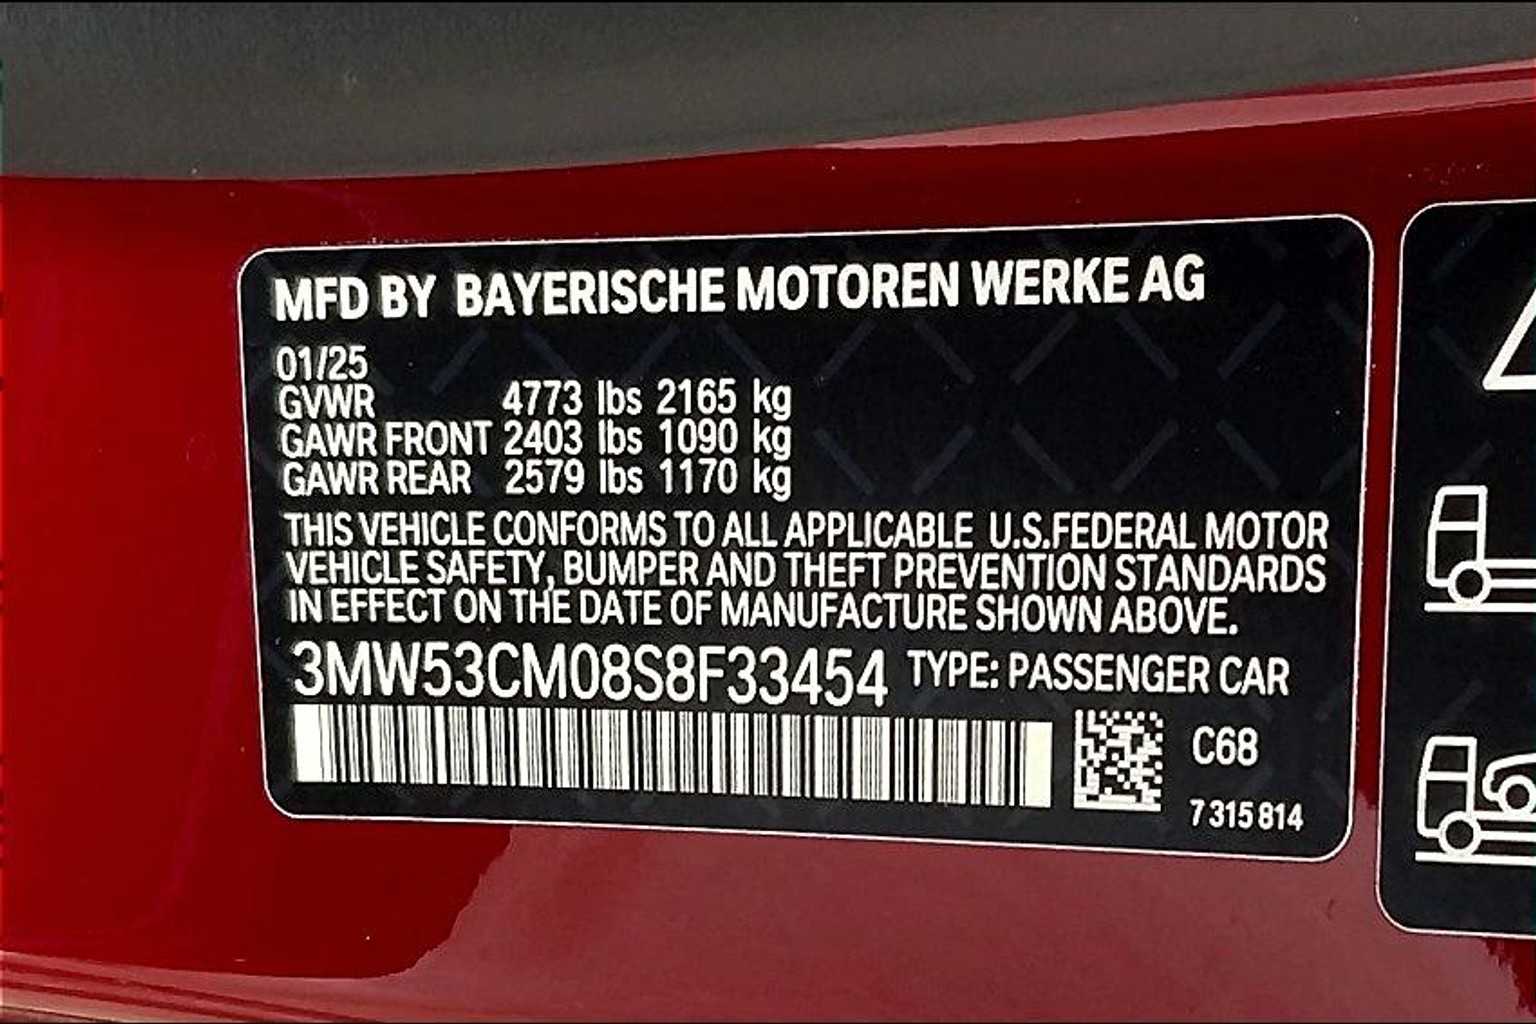 MFD BY BAYERISCHE MOTOREN WERKE AG
01/25
GVWR 4773 lbs 2165 kg
GAWR FRONT 2403 lbs 1090 kg
GAWR REAR 2579 lbs 1170 kg
THIS VEHICLE CONFORMS TO ALL APPLICABLE U.S.FEDERAL MOTOR
VEHICLE SAFETY, BUMPER AND THEFT PREVENTION STANDARDS
IN EFFECT ON THE DATE OF MANUFACTURE SHOWN ABOVE.
3MW53CM08S8F33454 TYPE: PASSENGER CAR
C68
7 315 814